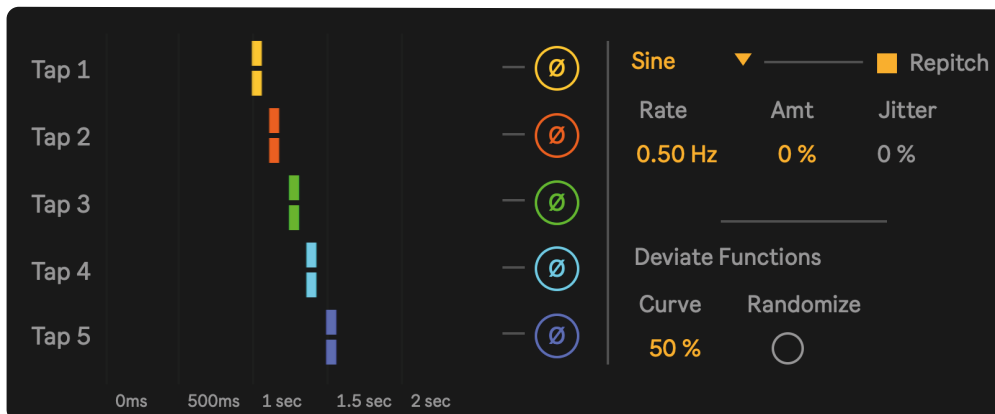 Tap 1
Tap 2
Tap 3
Tap 4
Tap 5
0ms 500ms 1 sec 1.5 sec 2 sec
Ø
Ø
Ø
Ø
Ø
Sine Repitch
Rate Amt Jitter
0.50 Hz 0 % 0 %
Deviate Functions
Curve Randomize
50 %